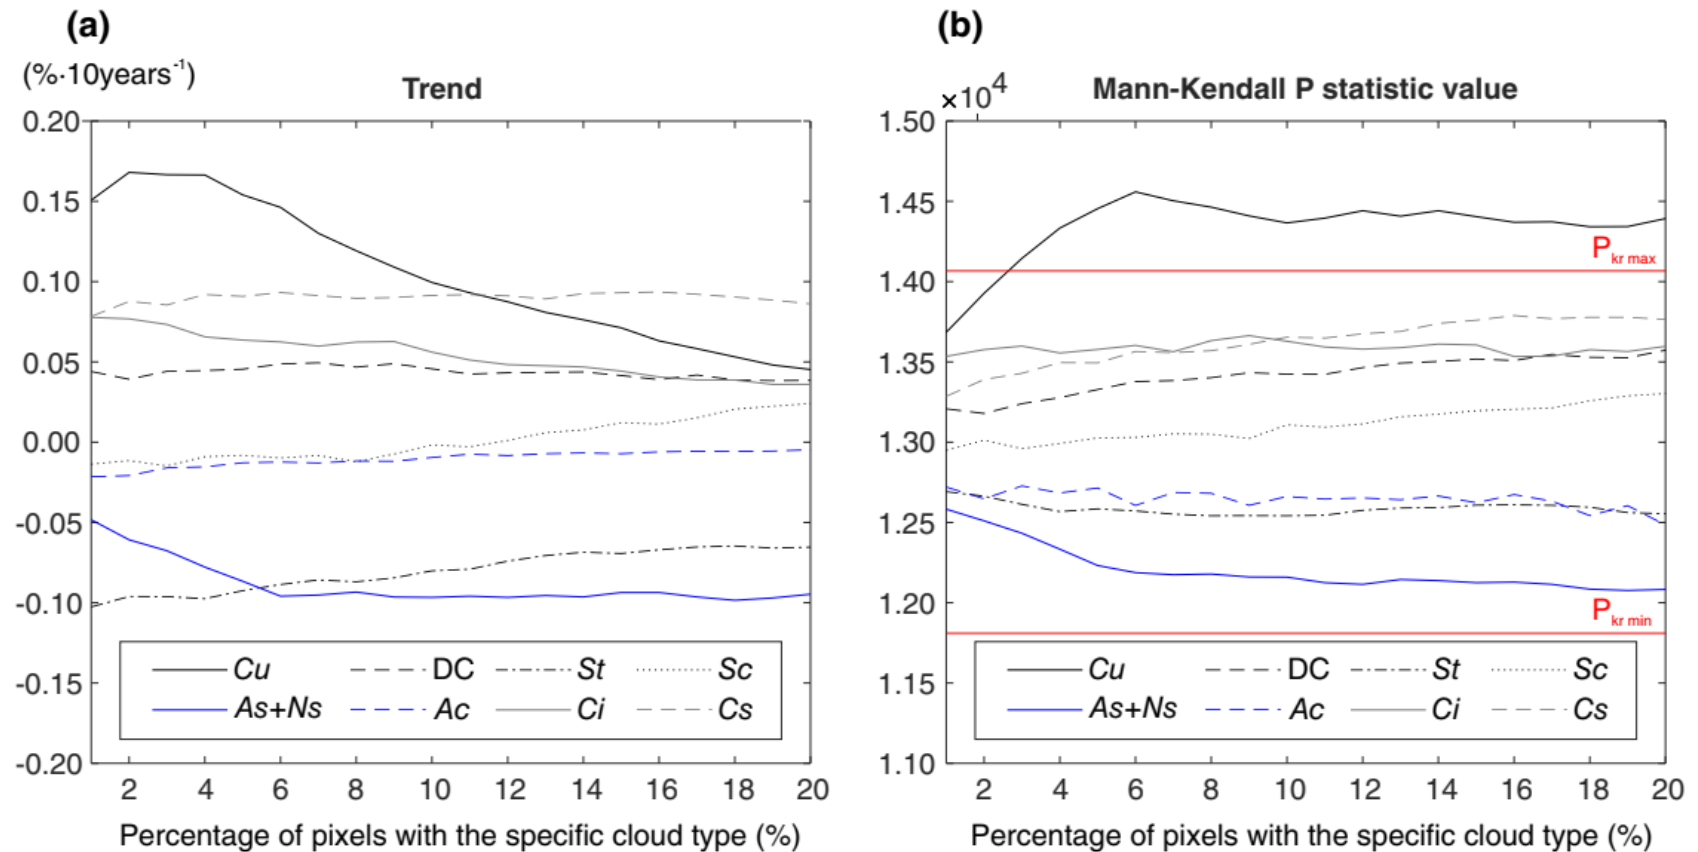 (a)
(%·10years⁻¹)
Trend
0.20
0.15
0.10
0.05
0.00
-0.05
-0.10
-0.15
-0.20
Cu DC St Sc
As+Ns Ac Ci Cs
2 4 6 8 10 12 14 16 18 20
Percentage of pixels with the specific cloud type (%)
(b)
×10⁴
Mann-Kendall P statistic value
1.50
1.45
1.40
1.35
1.30
1.25
1.20
1.15
1.10
P kr max
P kr min
Cu DC St Sc
As+Ns Ac Ci Cs
2 4 6 8 10 12 14 16 18 20
Percentage of pixels with the specific cloud type (%)